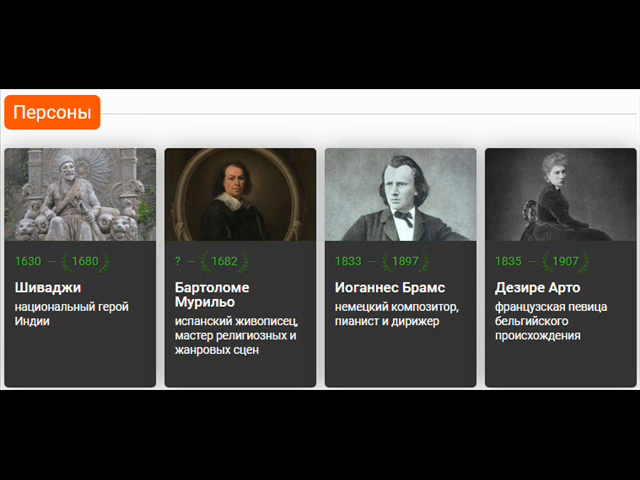 Персоны
1630 — 1680
Шиваджи
национальный герой
Индии
? — 1682
Бартоломе
Мурильо
испанский живописец,
мастер религиозных и
жанровых сцен
1833 — 1897
Иоганнес Брамс
немецкий композитор,
пианист и дирижер
1835 — 1907
Дезире Арто
французская певица
бельгийского
происхождения